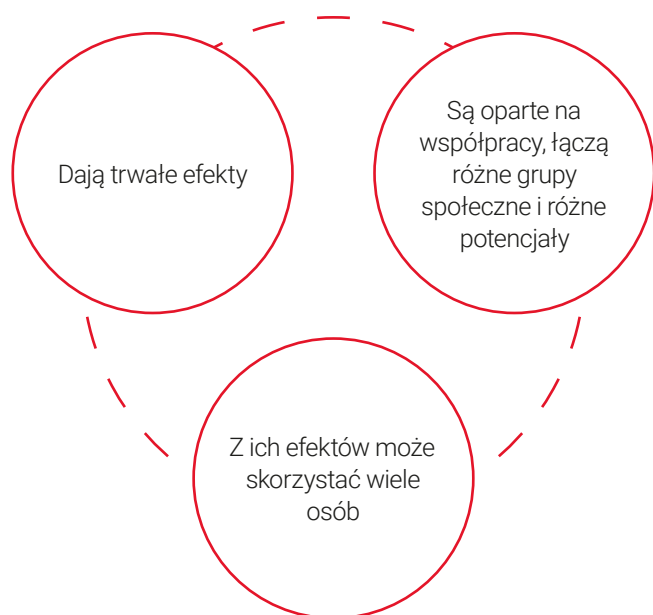 Dają trwałe efekty
Są oparte na
współpracy, łączą
różne grupy
społeczne i różne
potencjały
Z ich efektów może
skorzystać wiele
osób